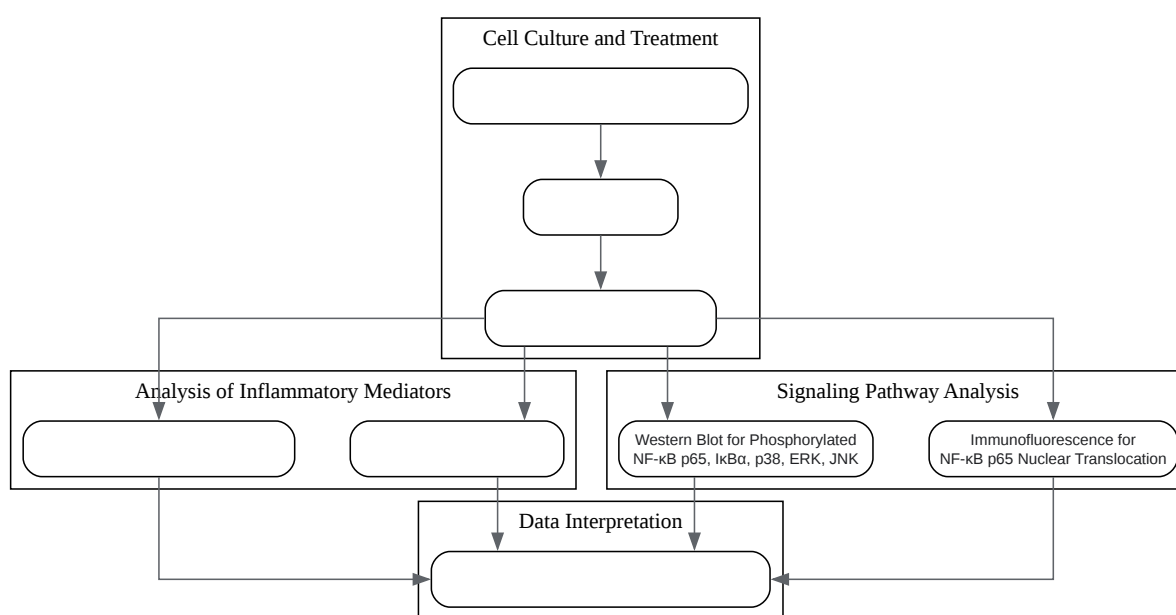 Cell Culture and Treatment
Analysis of Inflammatory Mediators
Signaling Pathway Analysis
Western Blot for Phosphorylated
NF-κB p65, IκBα, p38, ERK, JNK
Immunofluorescence for
NF-κB p65 Nuclear Translocation
Data Interpretation